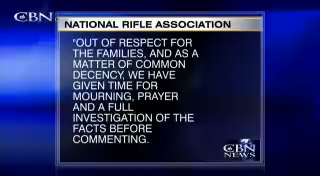 CBN
NATIONAL RIFLE ASSOCIATION
"OUT OF RESPECT FOR
THE FAMILIES, AND AS A
MATTER OF COMMON
DECENCY, WE HAVE
GIVEN TIME FOR
MOURNING, PRAYER
AND A FULL
INVESTIGATION OF THE
FACTS BEFORE
COMMENTING.
CBN
NEWS